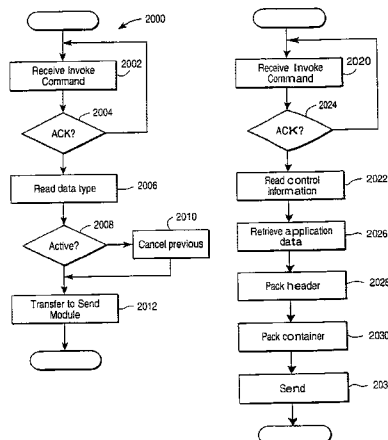 2000
Receive Invoke
Command
2002
ACK?
2004
Read data type
2006
Active?
2008
Cancel previous
2010
Transfer to Send
Module
2012
Receive Invoke
Command
2020
ACK?
2024
Read control
information
2022
Retrieve application
data
2026
Pack header
2028
Pack container
2030
Send
203